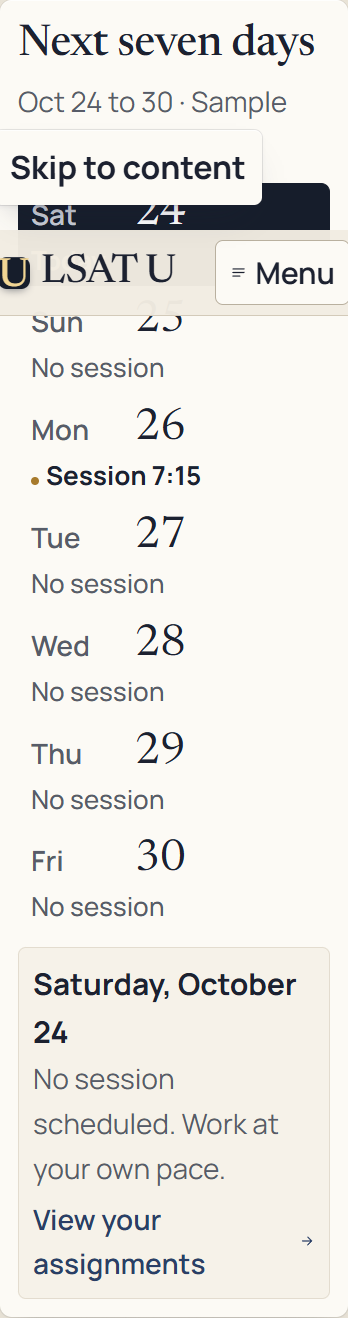 Next seven days
Oct 24 to 30 · Sample
Skip to content
Sat 24
U LSAT U
Menu
Sun 25
No session
Mon 26
Session 7:15
Tue 27
No session
Wed 28
No session
Thu 29
No session
Fri 30
No session
Saturday, October
24
No session
scheduled. Work at
your own pace.
View your
assignments →